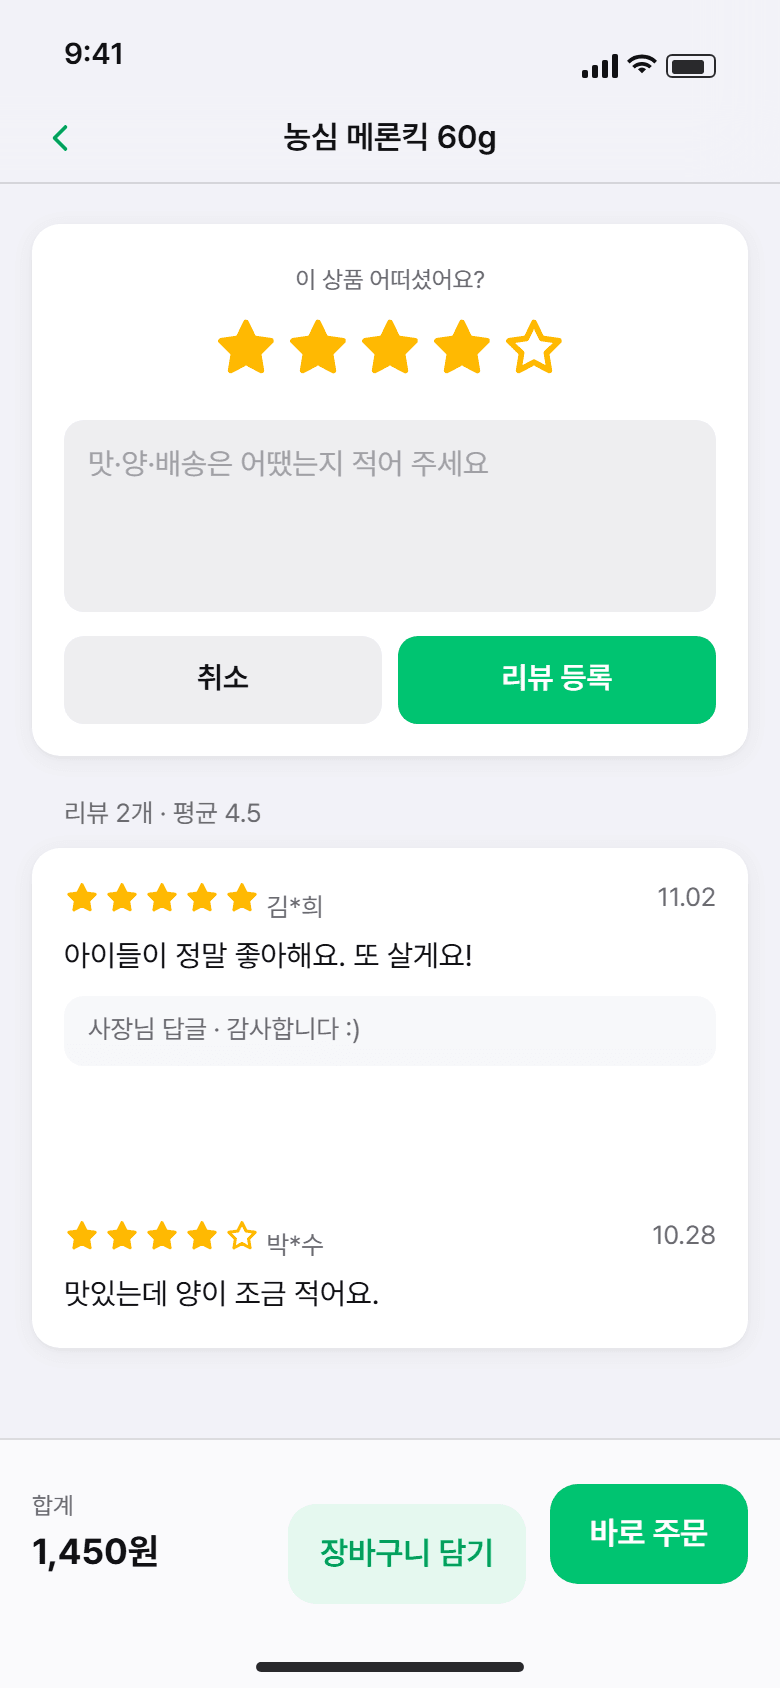 9:41
농심 메론킥 60g
이 상품 어떠셨어요?
맛·양·배송은 어땠는지 적어 주세요
취소
리뷰 등록
리뷰 2개 · 평균 4.5
김*희
11.02
아이들이 정말 좋아해요. 또 살게요!
사장님 답글 · 감사합니다 :)
박*수
10.28
맛있는데 양이 조금 적어요.
합계
1,450원
장바구니 담기
바로 주문